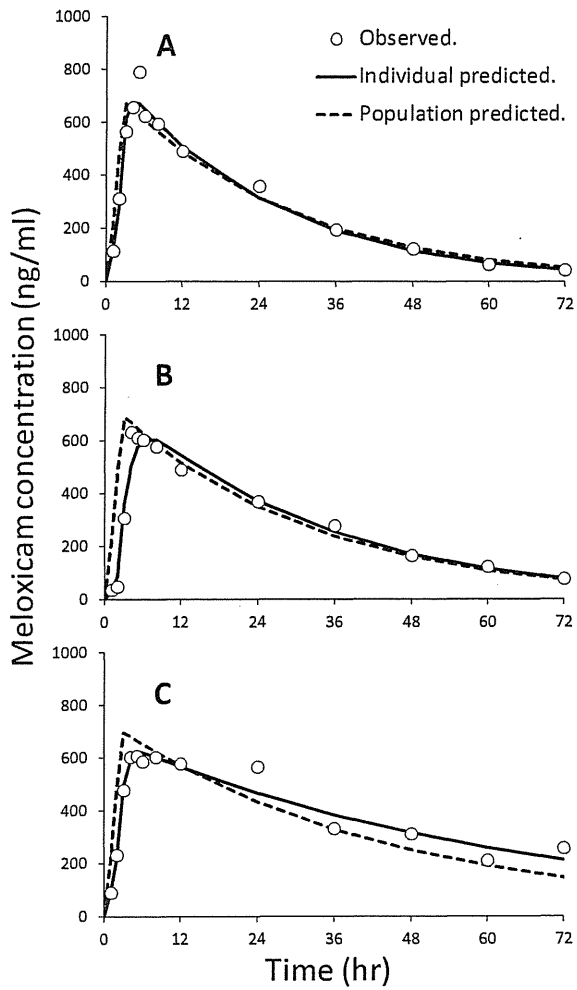 Meloxicam concentration (ng/ml)
A
Observed.
Individual predicted.
Population predicted.
1000
800
600
400
200
0
0 12 24 36 48 60 72
B
1000
800
600
400
200
0
0 12 24 36 48 60 72
C
1000
800
600
400
200
0
0 12 24 36 48 60 72
Time (hr)